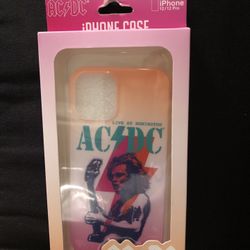 AC⚡DC
iPHONE CASE
iPhone
12/12 Pro
LIVE AT DONINGTON
AC⚡DC